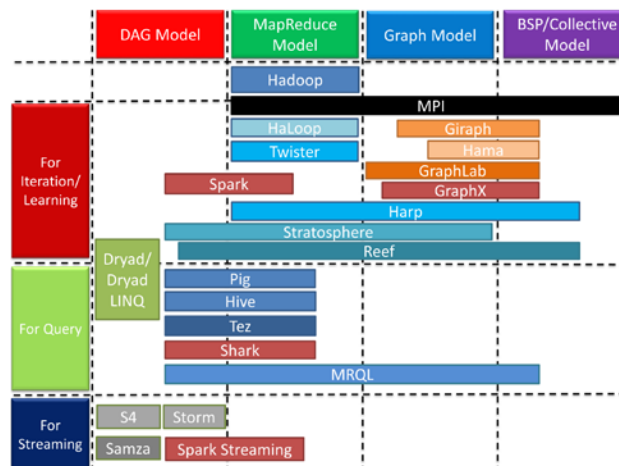 DAG Model
MapReduce
Model
Graph Model
BSP/Collective
Model
Hadoop
MPI
For
Iteration/
Learning
HaLoop
Giraph
Twister
Hama
Spark
GraphLab
GraphX
Harp
Stratosphere
Dryad/
Dryad
LINQ
Reef
For Query
Pig
Hive
Tez
Shark
MRQL
For
Streaming
S4
Storm
Samza
Spark Streaming